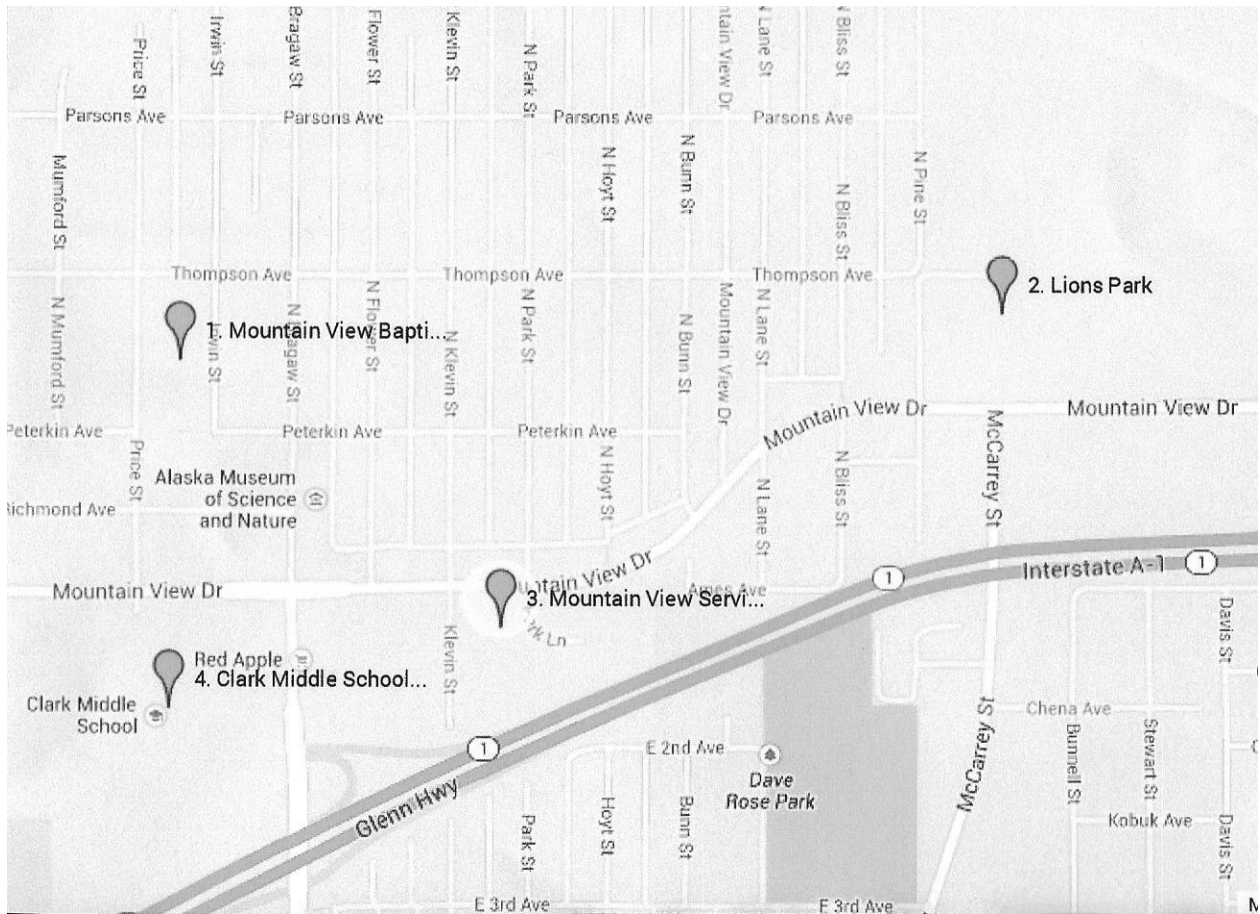 Price St
Irwin St
Bragaw St
Flower St
Klevin St
N Park St
Mountain View Dr
N Lane St
N Bliss St
Parsons Ave
Parsons Ave
Parsons Ave
Parsons Ave
Mumford St
N Hoyt St
N Bunn St
N Bliss St
N Pine St
Thompson Ave
Thompson Ave
Thompson Ave
2. Lions Park
N Mumford St
1. Mountain View Bapti...
Irwin St
N Bragaw St
N Flower St
N Klevin St
N Park St
N Bunn St
Mountain View Dr
N Lane St
Peterkin Ave
Peterkin Ave
Peterkin Ave
Mountain View Dr
Mountain View Dr
McCarrey St
Price St
Alaska Museum
of Science
and Nature
N Hoyt St
N Lane St
N Bliss St
Richmond Ave
Mountain View Dr
Mountain View Dr
3. Mountain View Servi...
Ames Ave
1
Interstate A-1
1
Davis St
Klevin St
Red Apple
4. Clark Middle School...
Clark Middle
School
McCarrey St
Chena Ave
Bunnell St
Stewart St
1
Glenn Hwy
E 2nd Ave
Dave
Rose Park
Park St
Hoyt St
Bunn St
Kobuk Ave
Davis St
E 3rd Ave
E 3rd Ave